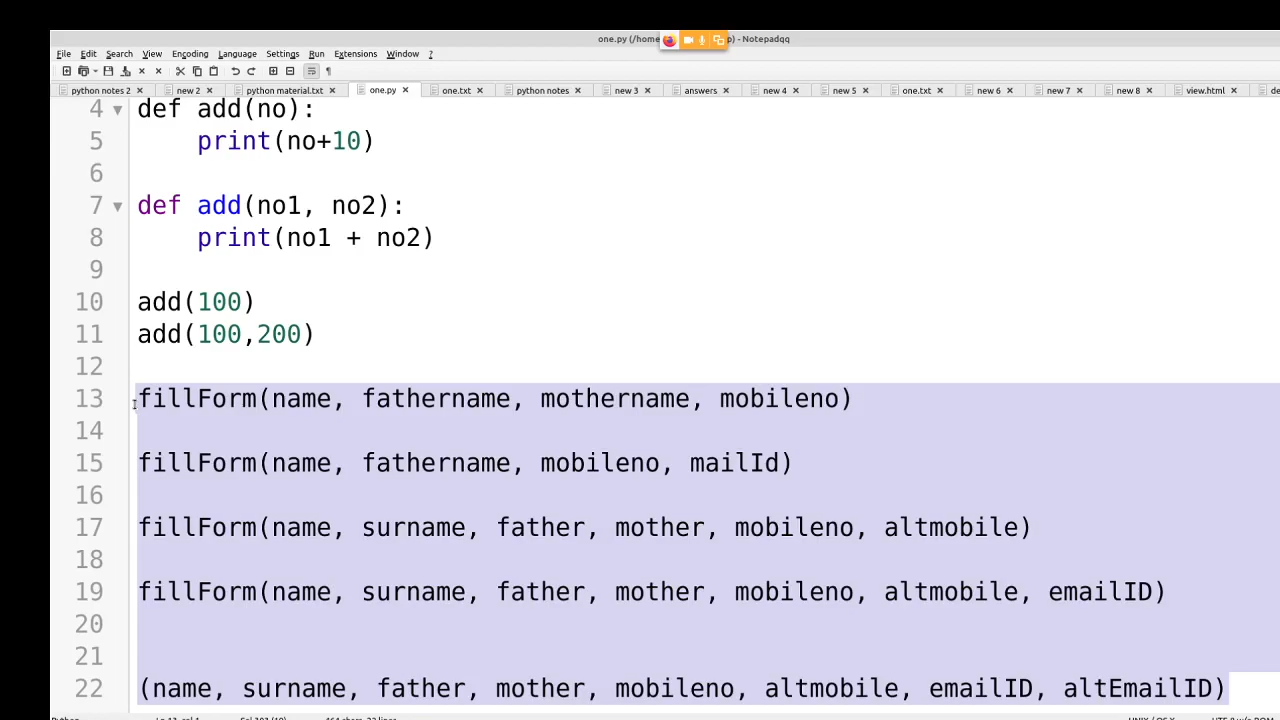 one.py (/home p) - Notepadqq
File Edit Search View Encoding Language Settings Run Extensions Window ?
python notes 2 new 2 python material.txt one.py one.txt python notes new 3 answers new 4 new 5 one.txt new 6 new 7 new 8 view.html de
4 def add(no):
5 print(no+10)
6
7 def add(no1, no2):
8 print(no1 + no2)
9
10 add(100)
11 add(100,200)
12
13 fillForm(name, fathername, mothername, mobileno)
14
15 fillForm(name, fathername, mobileno, mailId)
16
17 fillForm(name, surname, father, mother, mobileno, altmobile)
18
19 fillForm(name, surname, father, mother, mobileno, altmobile, emailID)
20
21
22 (name, surname, father, mother, mobileno, altmobile, emailID, altEmailID)